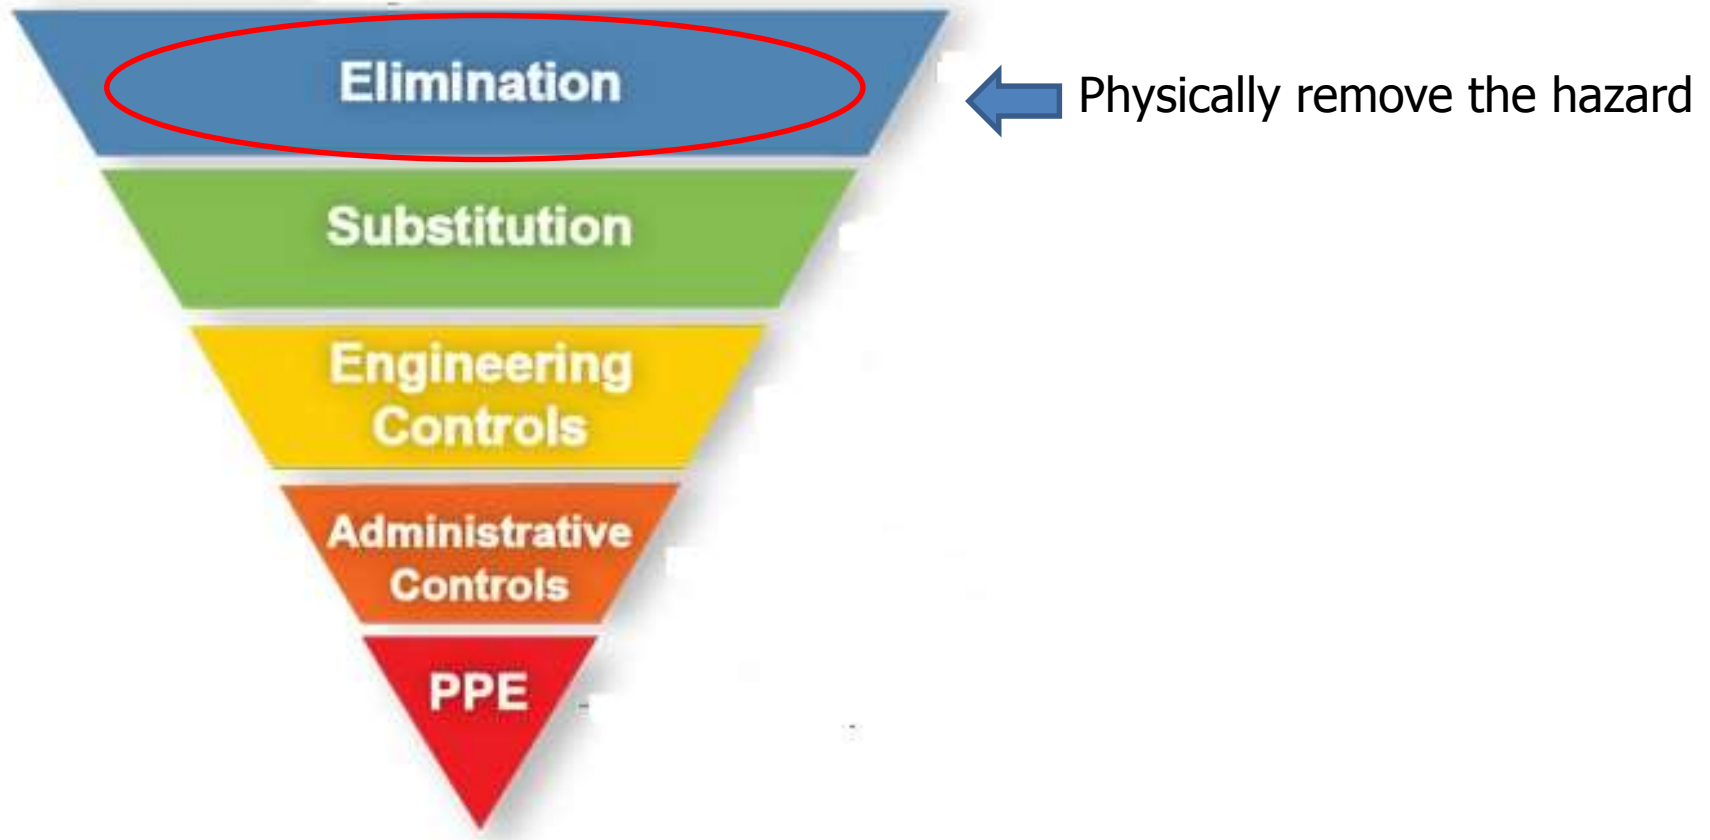 Elimination
Physically remove the hazard
Substitution
Engineering
Controls
Administrative
Controls
PPE